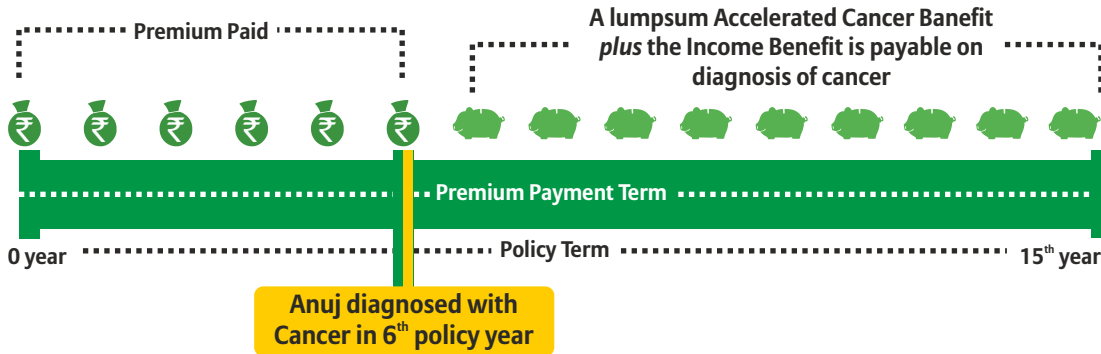 Premium Paid
A lumpsum Accelerated Cancer Banefit
plus the Income Benefit is payable on
diagnosis of cancer
₹ ₹ ₹ ₹ ₹ ₹
Premium Payment Term
0 year
Policy Term
15th year
Anuj diagnosed with
Cancer in 6th policy year